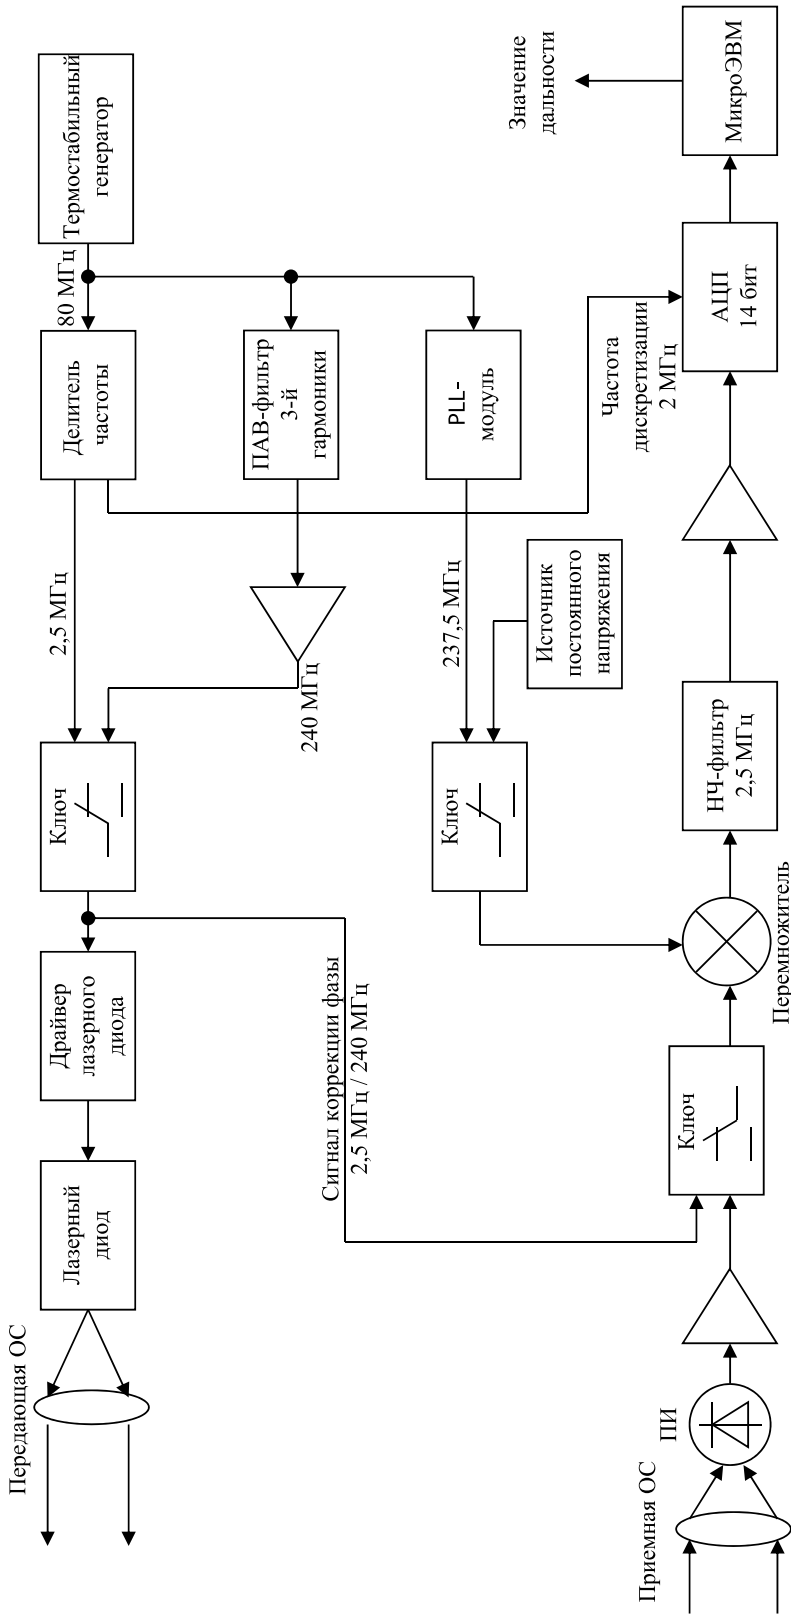 Передающая ОС
Лазерный
диод
Драйвер
лазерного
диода
Ключ
2,5 МГц
Делитель
частоты
80 МГц
Термостабильный
генератор
240 МГц
ПАВ-фильтр
3-й
гармоники
Сигнал коррекции фазы
2,5 МГц / 240 МГц
Ключ
237,5 МГц
PLL-
модуль
Источник
постоянного
напряжения
Частота
дискретизации
2 МГц
Значение
дальности
Приемная ОС
ПИ
Ключ
Перемножитель
НЧ-фильтр
2,5 МГц
АЦП
14 бит
МикроЭВМ